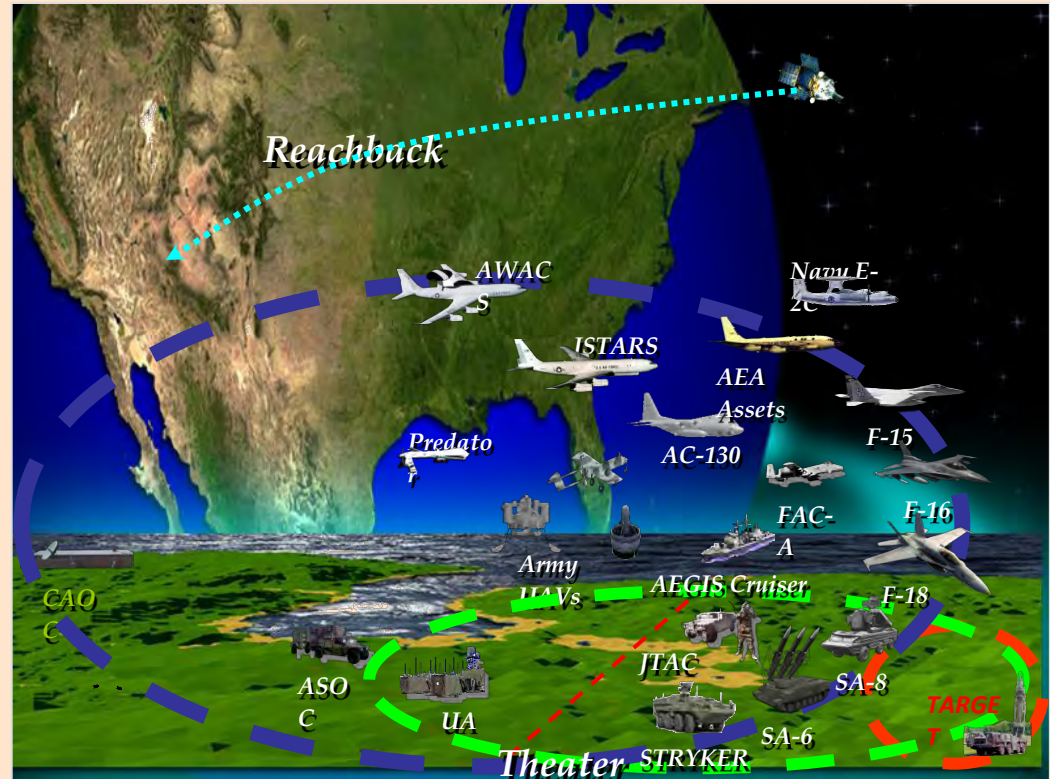 Reachback
AWAC
S
Navy E-
2C
JSTARS
AEA
Assets
F-15
Predato
r
AC-130
F-16
FAC-
A
Army
UAVs
AEGIS Cruiser
F-18
CAO
C
JTAC
ASO
C
SA-8
UA
TARGE
T
SA-6
STRYKER
Theater